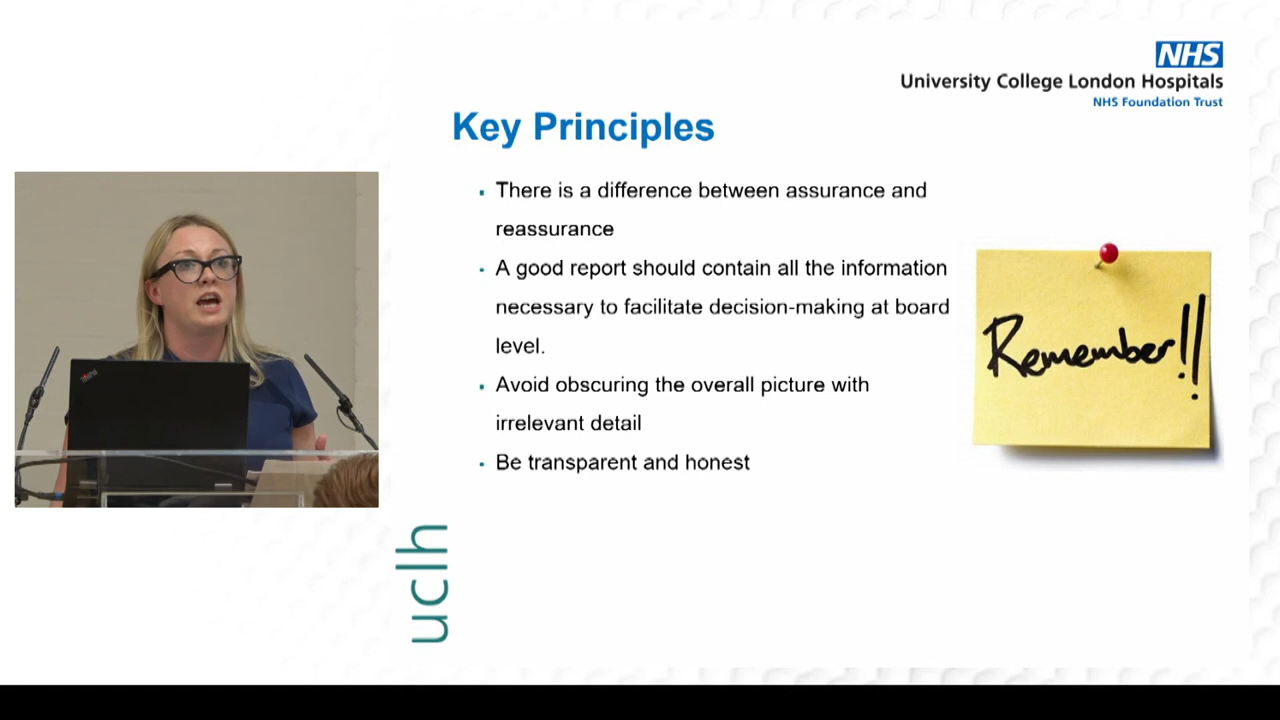 NHS
University College London Hospitals
NHS Foundation Trust
Key Principles
There is a difference between assurance and
reassurance
A good report should contain all the information
necessary to facilitate decision-making at board
level.
Avoid obscuring the overall picture with
irrelevant detail
Be transparent and honest
Remember!!
uclh